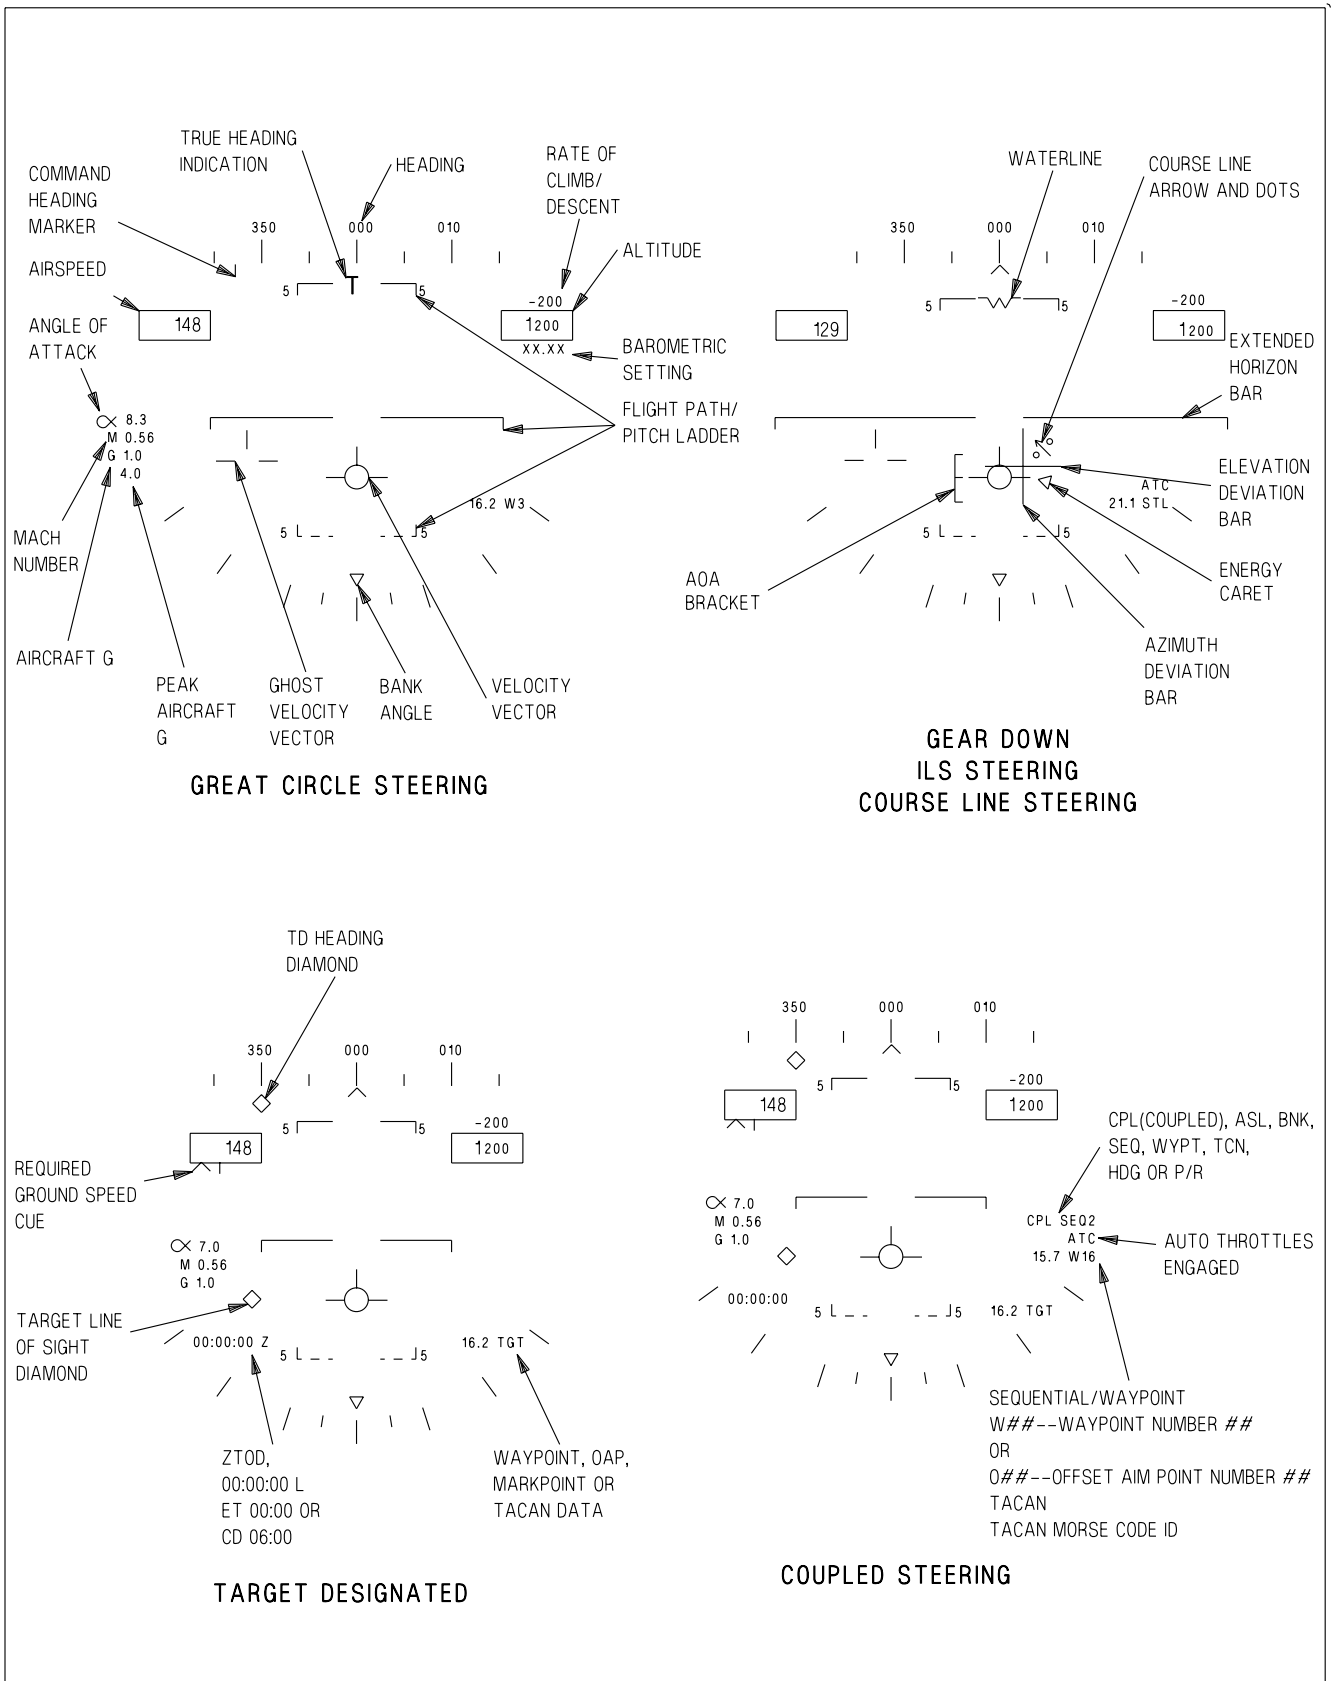 TRUE HEADING
INDICATION
HEADING
RATE OF
CLIMB/
DESCENT
COMMAND
HEADING
MARKER
350
000
010
ALTITUDE
AIRSPEED
T
5
5
-200
148
1200
XX.XX
ANGLE OF
ATTACK
BAROMETRIC
SETTING
FLIGHT PATH/
PITCH LADDER
α 8.3
M 0.56
G 1.0
4.0
16.2 W3
5
5
MACH
NUMBER
AIRCRAFT G
PEAK
AIRCRAFT
G
GHOST
VELOCITY
VECTOR
BANK
ANGLE
VELOCITY
VECTOR
GREAT CIRCLE STEERING
WATERLINE
COURSE LINE
ARROW AND DOTS
350
000
010
5
5
-200
129
1200
EXTENDED
HORIZON
BAR
ELEVATION
DEVIATION
BAR
ATC
21.1 STL
5
5
AOA
BRACKET
ENERGY
CARET
AZIMUTH
DEVIATION
BAR
GEAR DOWN
ILS STEERING
COURSE LINE STEERING
TD HEADING
DIAMOND
350
000
010
5
5
-200
148
1200
REQUIRED
GROUND SPEED
CUE
α 7.0
M 0.56
G 1.0
TARGET LINE
OF SIGHT
DIAMOND
00:00:00 Z
5
5
16.2 TGT
ZTOD,
00:00:00 L
ET 00:00 OR
CD 06:00
WAYPOINT, OAP,
MARKPOINT OR
TACAN DATA
TARGET DESIGNATED
350
000
010
5
5
-200
148
1200
CPL(COUPLED), ASL, BNK,
SEQ, WYPT, TCN,
HDG OR P/R
α 7.0
M 0.56
G 1.0
CPL SEQ2
ATC
15.7 W16
AUTO THROTTLES
ENGAGED
00:00:00
5
5
16.2 TGT
SEQUENTIAL/WAYPOINT
W##--WAYPOINT NUMBER ##
OR
O##--OFFSET AIM POINT NUMBER ##
TACAN
TACAN MORSE CODE ID
COUPLED STEERING